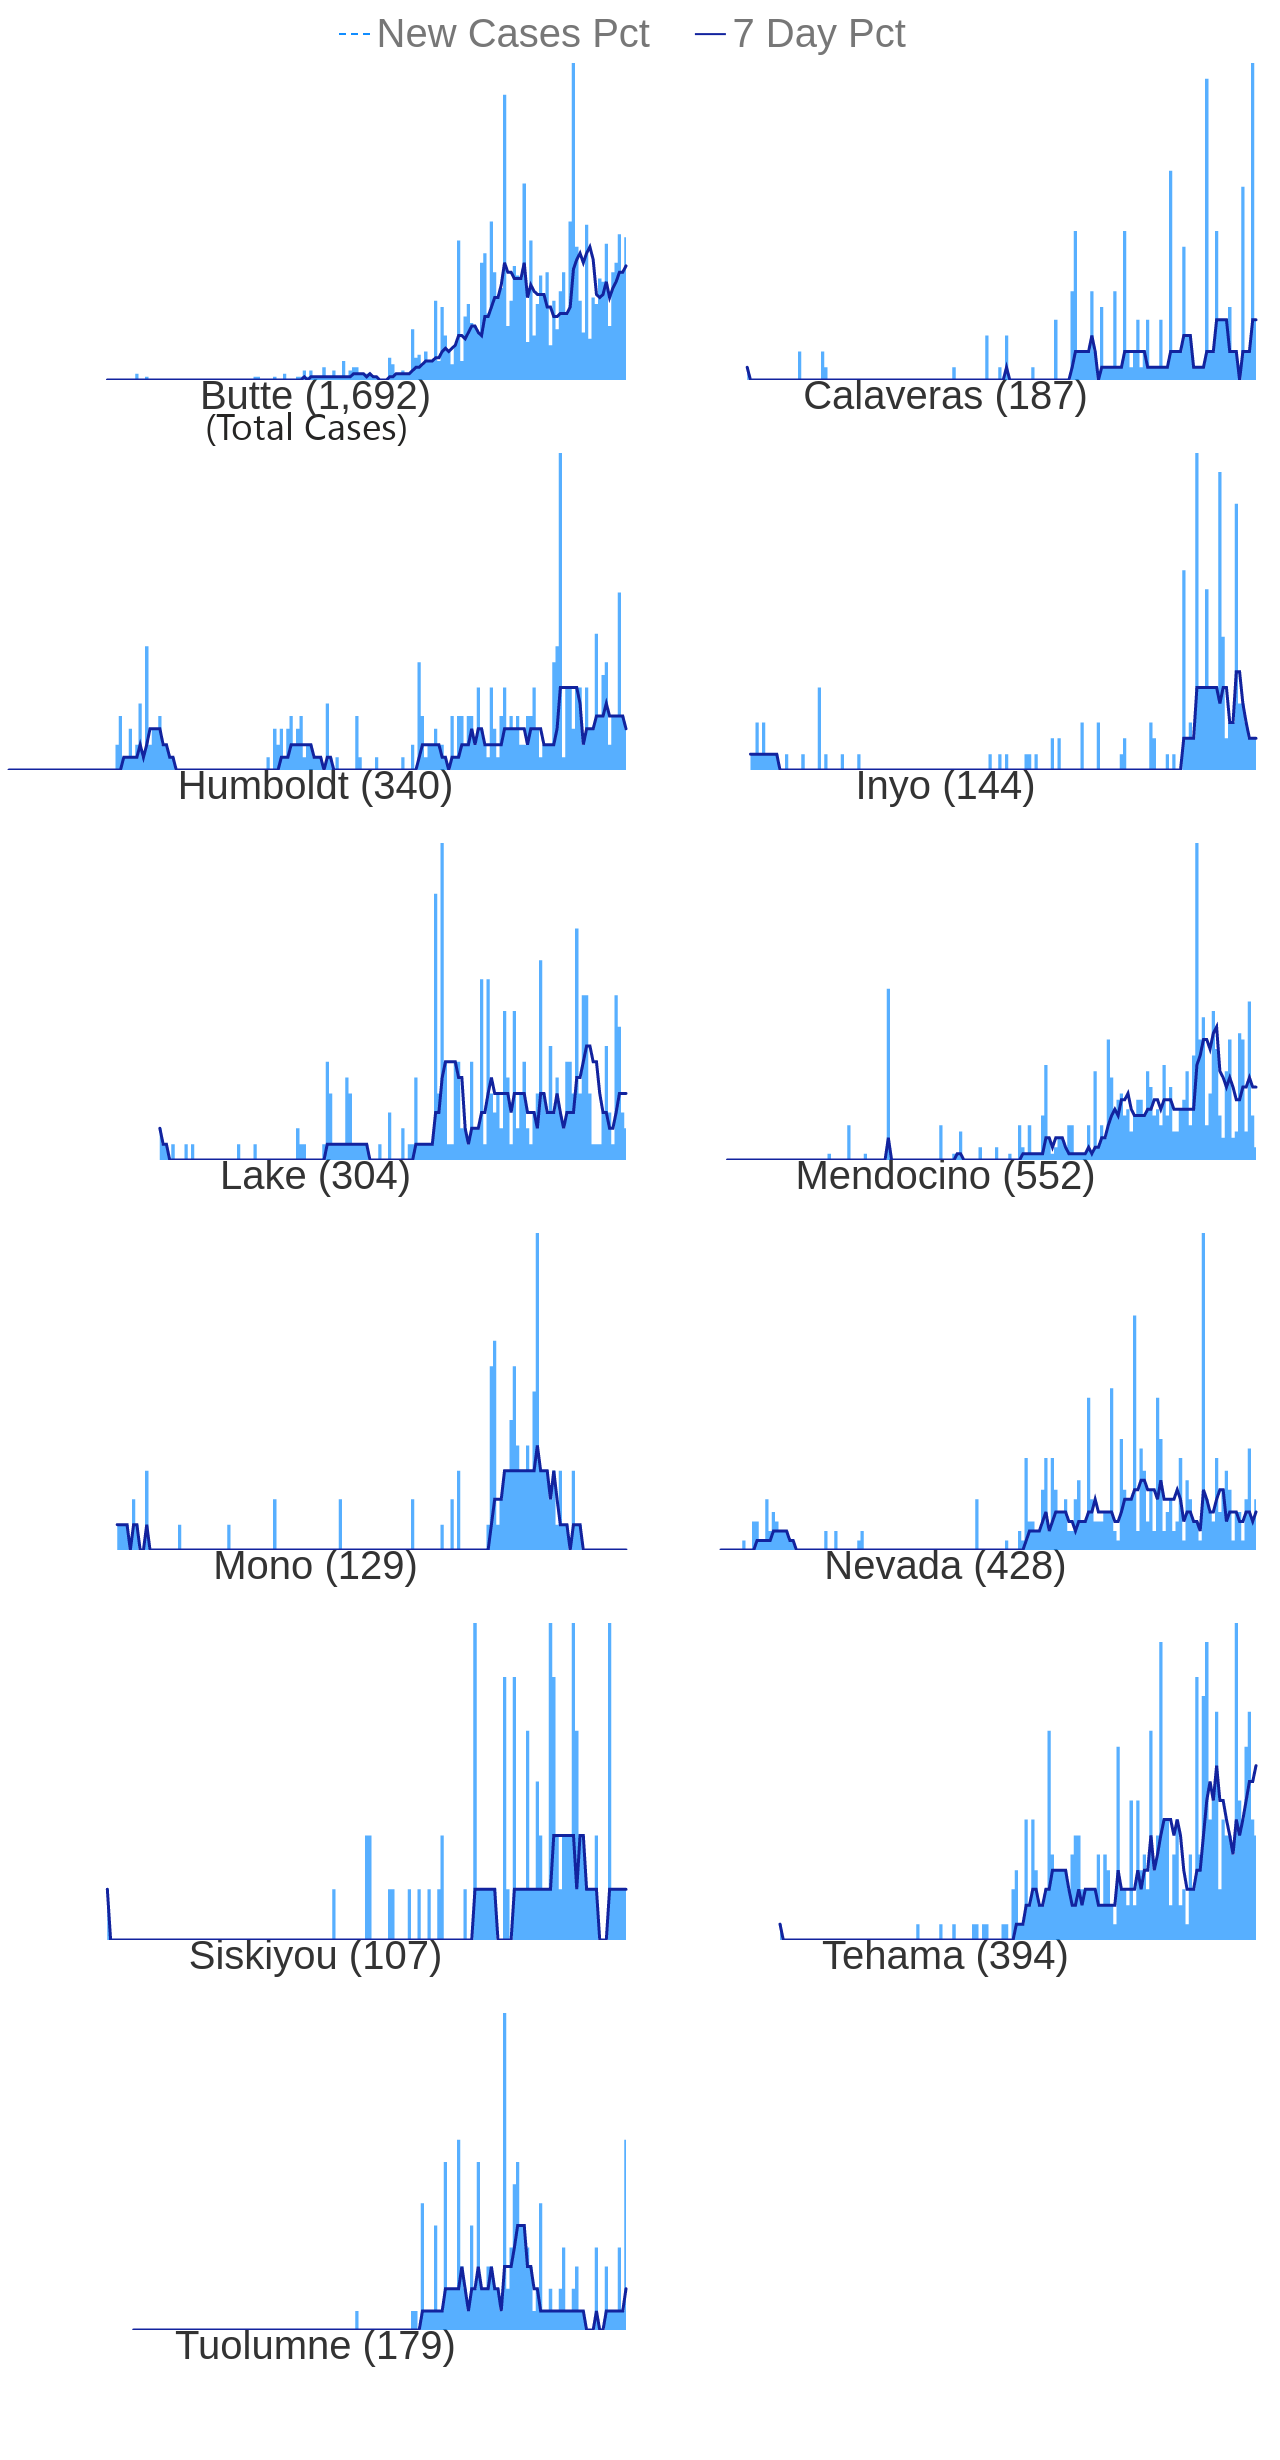 New Cases Pct 7 Day Pct
Butte (1,692) Calaveras (187)
(Total Cases)
Humboldt (340) Inyo (144)
Lake (304) Mendocino (552)
Mono (129) Nevada (428)
Siskiyou (107) Tehama (394)
Tuolumne (179)